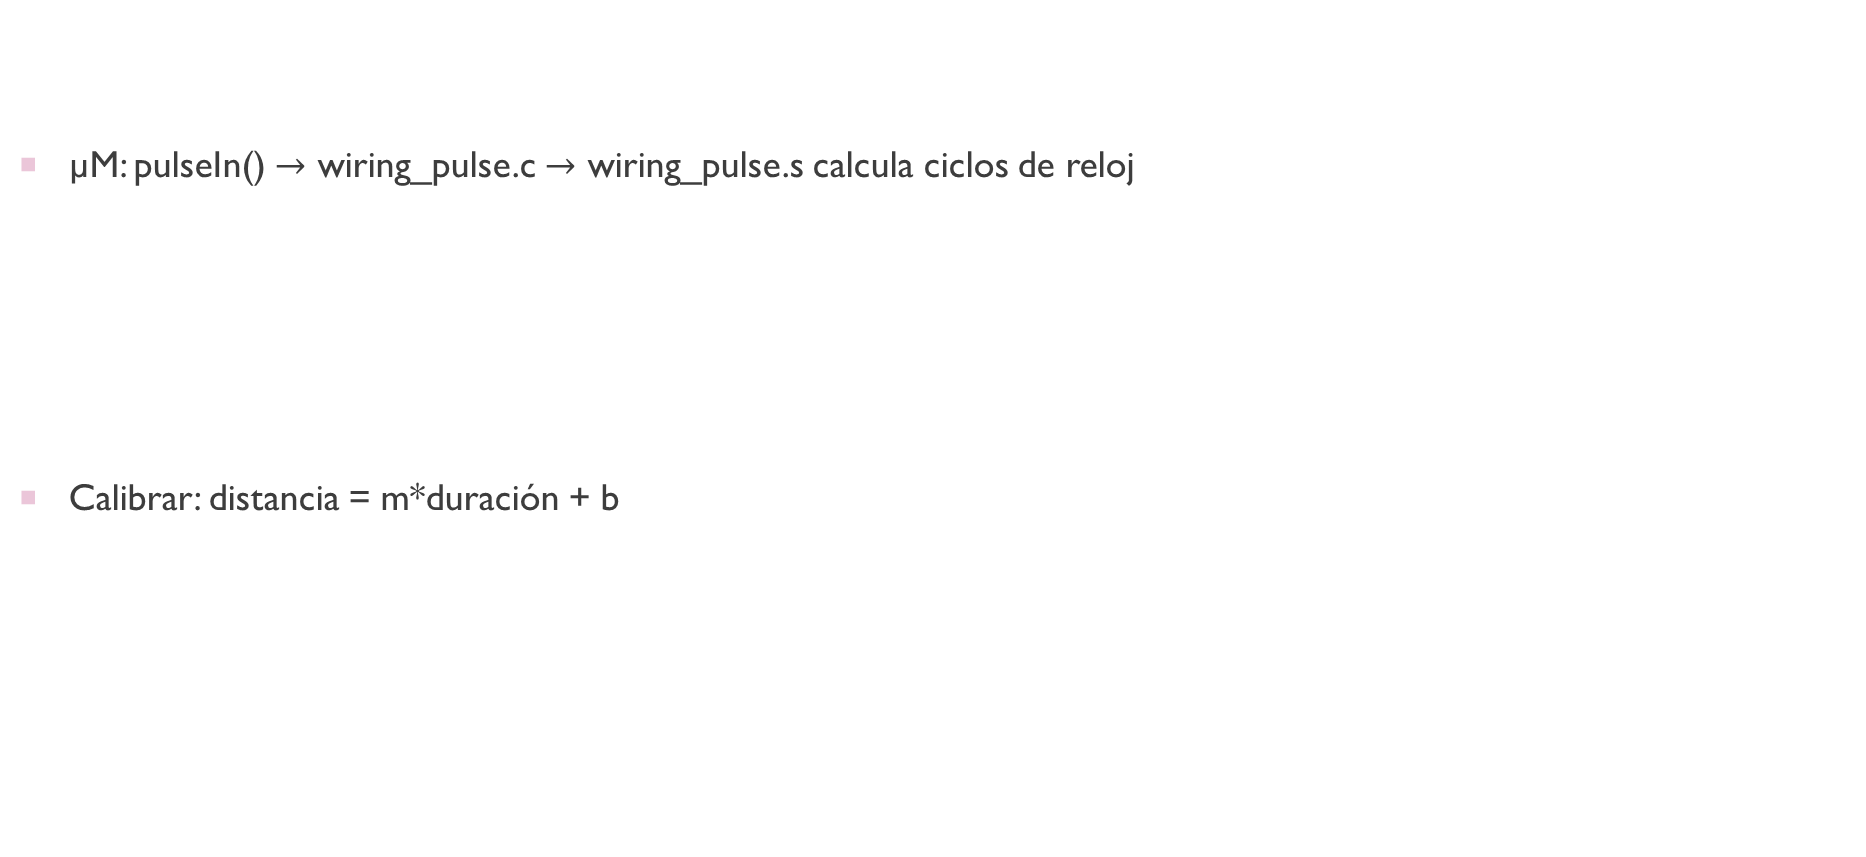 ▪ µM: pulseIn() → wiring_pulse.c → wiring_pulse.s calcula ciclos de reloj
▪ Calibrar: distancia = m*duración + b